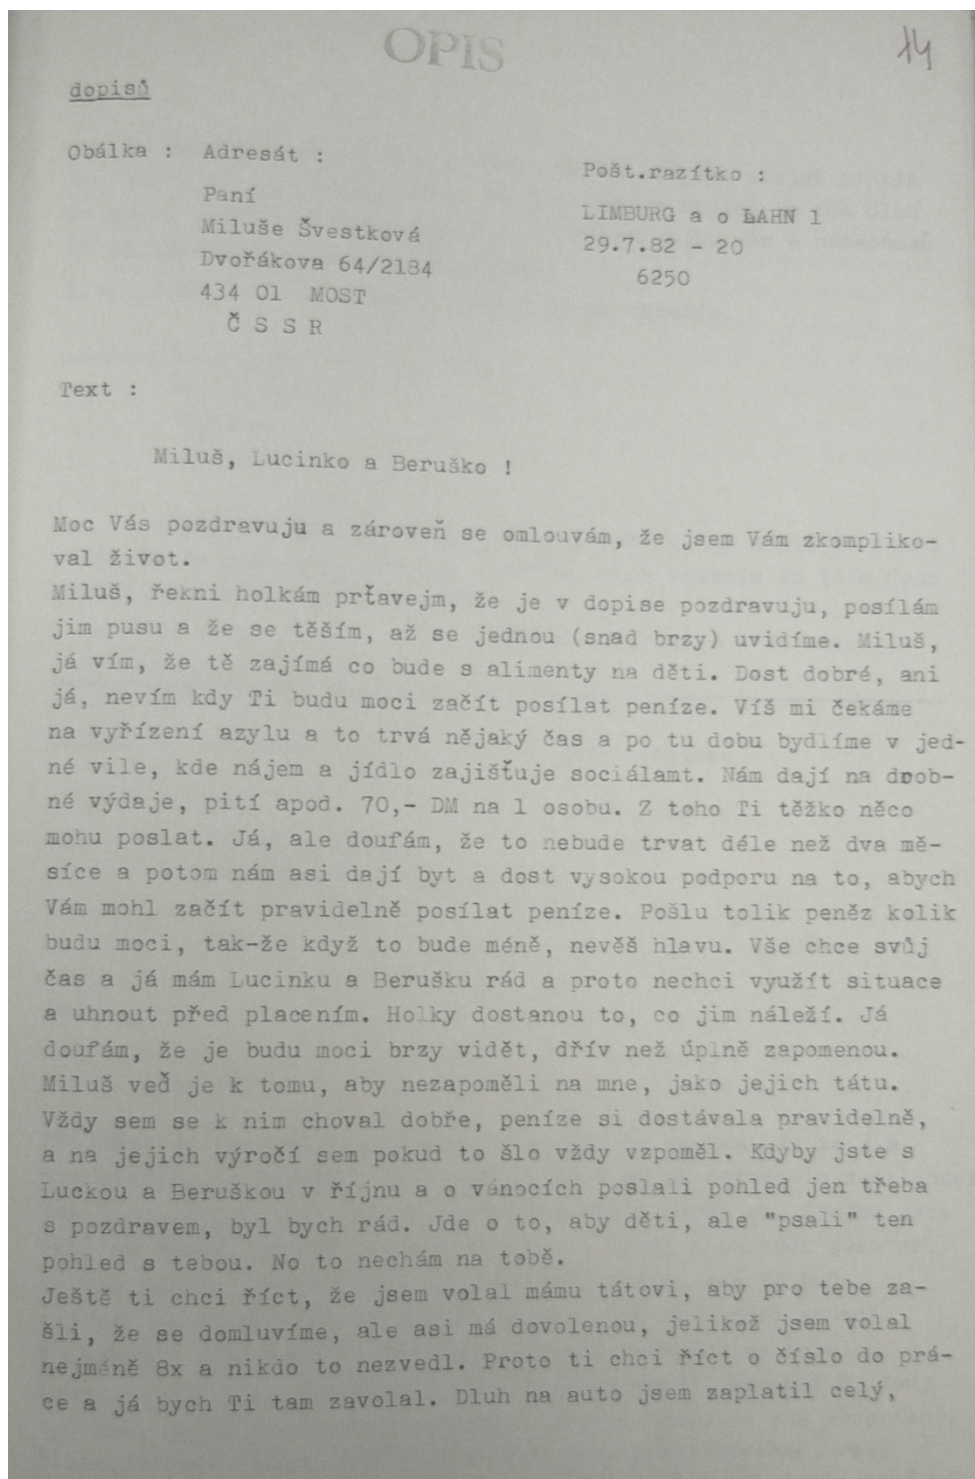 OPIS
14
dopisů
Obálka : Adresát :
Pošt.razítko :
Paní
Miluše Švestková
Dvořákova 64/2184
434 01 MOST
Č S S R
LIMBURG a o LAHN 1
29.7.82 - 20
6250
Text :
Miluš, Lucinko a Beruško !
Moc Vás pozdravuju a zároveň se omlouvám, že jsem Vám zkompliko-
val život.
Miluš, řekni holkám prťavejm, že je v dopise pozdravuju, posílám
jim pusu a že se těším, až se jednou (snad brzy) uvidíme. Miluš,
já vím, že tě zajímá co bude s alimenty na děti. Dost dobré, ani
já, nevím kdy Ti budu moci začít posílat peníze. Víš mi čekáme
na vyřízení azylu a to trvá nějaký čas a po tu dobu bydlíme v jed-
né vile, kde nájem a jídlo zajišťuje sociálamt. Nám dají na drob-
né výdaje, pití apod. 70,- DM na 1 osobu. Z toho Ti těžko něco
mohu poslat. Já, ale doufám, že to nebude trvat déle než dva mě-
síce a potom nám asi dají byt a dost vysokou podporu na to, abych
Vám mohl začít pravidelně posílat peníze. Pošlu tolik peněz kolik
budu moci, tak-že když to bude méně, nevěš hlavu. Vše chce svůj
čas a já mám Lucinku a Berušku rád a proto nechci využít situace
a uhnout před placením. Holky dostanou to, co jim náleží. Já
doufám, že je budu moci brzy vidět, dřív než úplně zapomenou.
Miluš veď je k tomu, aby nezapoměli na mne, jako jejich tátu.
Vždy sem se k nim choval dobře, peníze si dostávala pravidelně,
a na jejich výročí sem pokud to šlo vždy vzpoměl. Kdyby jste s
Luckou a Beruškou v říjnu a o vánocích poslali pohled jen třeba
s pozdravem, byl bych rád. Jde o to, aby děti, ale "psali" ten
pohled s tebou. No to nechám na tobě.
Ještě ti chci říct, že jsem volal mámu tátovi, aby pro tebe za-
šli, že se domluvíme, ale asi má dovolenou, jelikož jsem volal
nejméně 8x a nikdo to nezvedl. Proto ti chci říct o číslo do prá-
ce a já bych Ti tam zavolal. Dluh na auto jsem zaplatil celý,